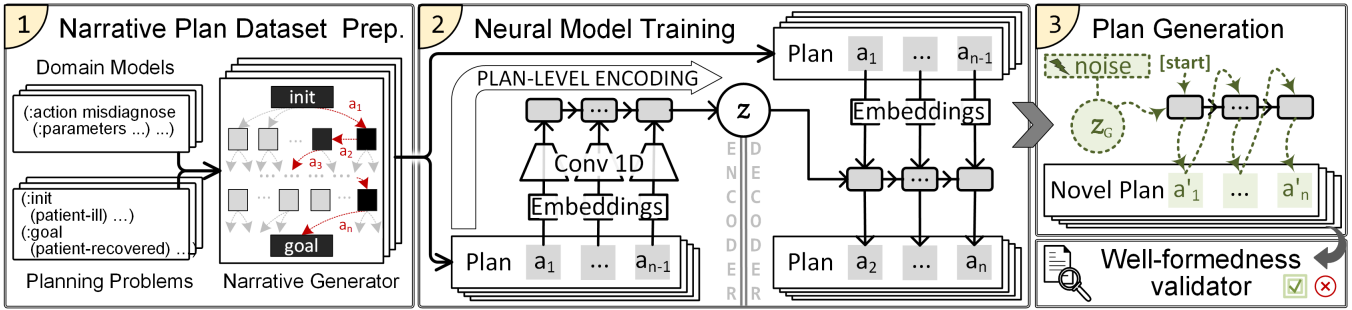 1 Narrative Plan Dataset Prep.
Domain Models
(:action misdiagnose
(:parameters ...) ...)
(:init
(patient-ill) ...)
(:goal
(patient-recovered) ...
Planning Problems
init
a1
...
a2
a3
...
an
goal
Narrative Generator
2 Neural Model Training
PLAN-LEVEL ENCODING
...
Conv 1D
Embeddings
Plan a1 ... an-1
z
ENCODER
DECODER
Plan a1 ... an-1
Embeddings
...
Plan a2 ... an
3 Plan Generation
noise
[start]
...
zG
Novel Plan a'1 ... a'n
Well-formedness
validator